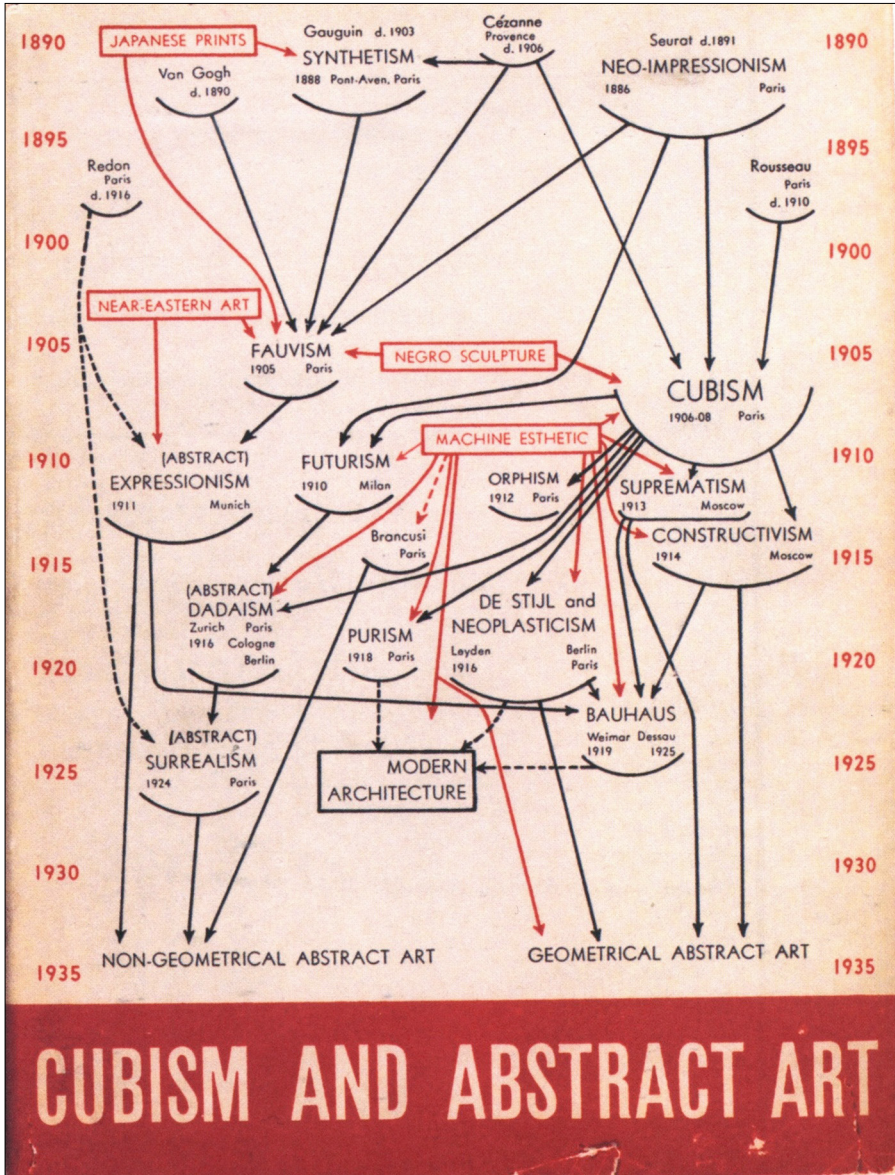 1890
JAPANESE PRINTS
Gauguin d. 1903
SYNTHETISM
1888 Pont-Aven, Paris
Cézanne
Provence
d. 1906
Seurat d.1891
NEO-IMPRESSIONISM
1886 Paris
1890
Van Gogh
d. 1890
1895
1895
Redon
Paris
d. 1916
Rousseau
Paris
d. 1910
1900
1900
NEAR-EASTERN ART
1905
FAUVISM
1905 Paris
NEGRO SCULPTURE
1905
CUBISM
1906-08 Paris
MACHINE ESTHETIC
1910
(ABSTRACT)
EXPRESSIONISM
1911 Munich
FUTURISM
1910 Milan
ORPHISM
1912 Paris
SUPREMATISM
1913 Moscow
1910
Brancusi
Paris
CONSTRUCTIVISM
1914 Moscow
1915
1915
(ABSTRACT)
DADAISM
Zurich Paris
1916 Cologne
Berlin
PURISM
1918 Paris
DE STIJL and
NEOPLASTICISM
Leyden Berlin
1916 Paris
1920
1920
BAUHAUS
Weimar Dessau
1919 1925
(ABSTRACT)
SURREALISM
1924 Paris
MODERN
ARCHITECTURE
1925
1925
1930
1930
NON-GEOMETRICAL ABSTRACT ART
GEOMETRICAL ABSTRACT ART
1935
1935
CUBISM AND ABSTRACT ART